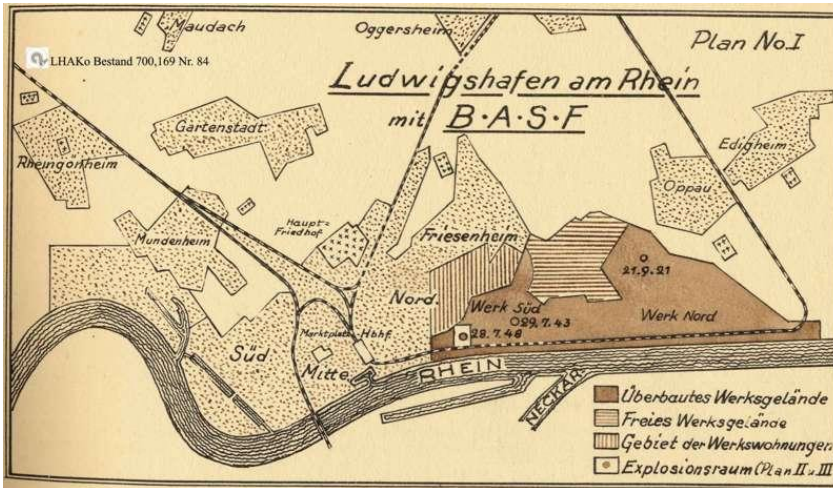 Maudach
Oggersheim
Plan No. I
LHAKo Bestand 700,169 Nr. 84
Ludwigshafen am Rhein
mit B·A·S·F
Gartenstadt
Rheingönheim
Edigheim
Oppau
Mundenheim
Haupt=
Friedhof
Friesenheim
21.9.21
Nord.
Werk Süd
29.7.43
Werk Nord
28.7.48
Marktplatz
Hbhf.
Süd
Mitte
RHEIN
NECKAR
Überbautes Werksgelände
Freies Werksgelände
Gebiet der Werkswohnungen
Explosionsraum (Plan II u. III